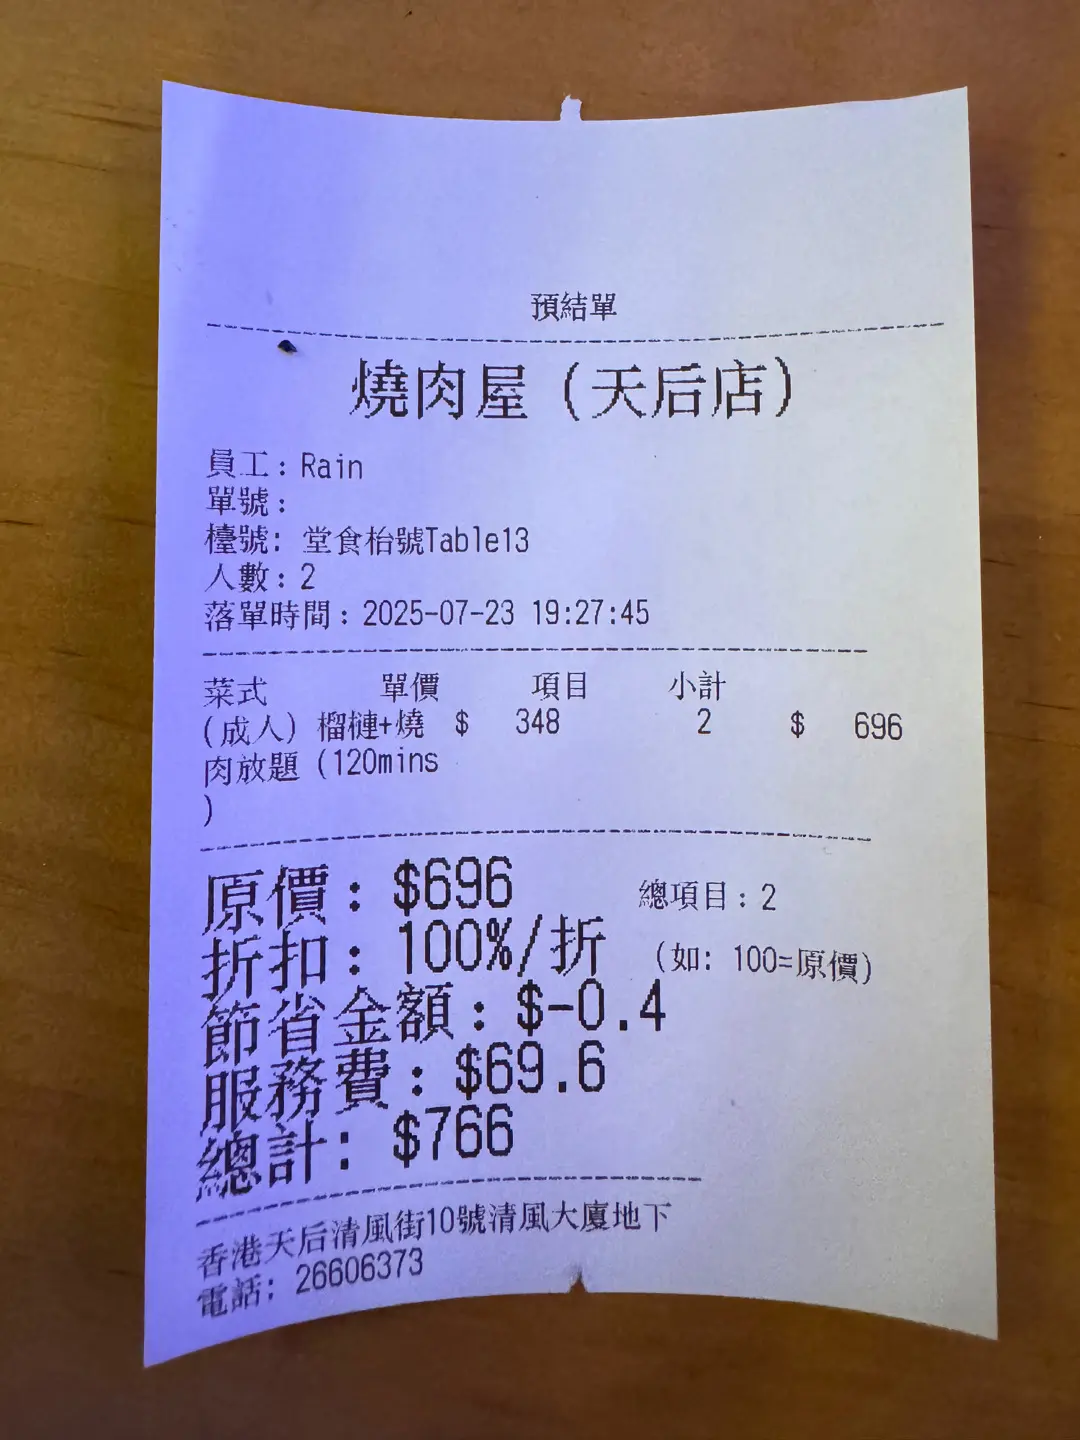 預結單
燒肉屋（天后店）
員工：Rain
單號：
檯號: 堂食枱號Table13
人數：2
落單時間：2025-07-23 19:27:45
菜式 單價 項目 小計
(成人) 榴槤+燒 $ 348 2 $ 696
肉放題 (120mins
)
原價：$696 總項目：2
折扣：100%/折 (如: 100=原價)
節省金額：$-0.4
服務費：$69.6
總計: $766
香港天后清風街10號清風大廈地下
電話: 26606373